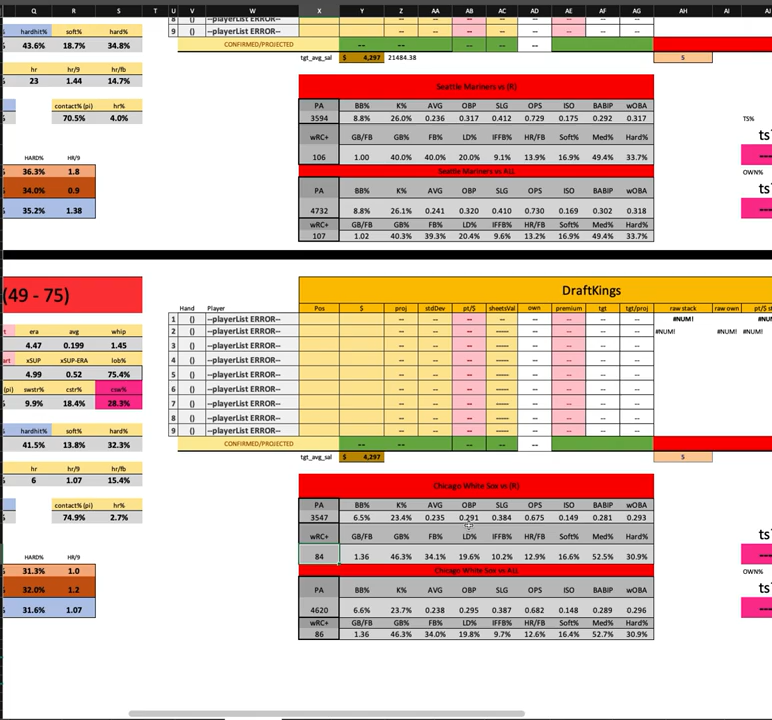 Q R S T U V W X Y Z AA AB AC AD AE AF AG AH AI AJ
hardhit% soft% hard% 8 () --playerList ERROR-- -- -- -- --
43.6% 18.7% 34.8% 9 () --playerList ERROR-- -- -- -- -- -- -- -- --
CONFIRMED/PROJECTED -- -- -- -- -- --
hr hr/9 hr/fb tgt_avg_sal $ 4,297 21484.38 5
23 1.44 14.7%
Seattle Mariners vs (R)
contact% (pi) hr% PA BB% K% AVG OBP SLG OPS ISO BABIP wOBA
70.5% 4.0% 3594 8.8% 26.0% 0.236 0.317 0.412 0.729 0.175 0.292 0.317 TS%
wRC+ GB/FB GB% FB% LD% IFFB% HR/FB Soft% Med% Hard% ts
HARD% HR/9 106 1.00 40.0% 40.0% 20.0% 9.1% 13.9% 16.9% 49.4% 33.7%
36.3% 1.8 Seattle Mariners vs ALL OWN%
34.0% 0.9 PA BB% K% AVG OBP SLG OPS ISO BABIP wOBA ts
35.2% 1.38 4732 8.8% 26.1% 0.241 0.320 0.410 0.730 0.169 0.302 0.318
wRC+ GB/FB GB% FB% LD% IFFB% HR/FB Soft% Med% Hard%
107 1.02 40.3% 39.3% 20.4% 9.6% 13.2% 16.9% 49.4% 33.7%
(49 - 75) DraftKings
Hand Player Pos $ proj stdDev pt/$ sheetsVal own premium tgt tgt/proj raw stack raw own pt/$ st
era avg whip 1 () --playerList ERROR-- -- -- -- -- ----- -- -- -- -- #NUM! #NU
4.47 0.199 1.45 2 () --playerList ERROR-- -- -- -- -- ----- -- -- -- -- #NUM! #NUM! #NUM!
xSUP xSUP-ERA lob% 3 () --playerList ERROR-- -- -- -- -- ----- -- -- -- --
4.99 0.52 75.4% 4 () --playerList ERROR-- -- -- -- -- ----- -- -- -- --
(pi) swstr% cstr% csw% 5 () --playerList ERROR-- -- -- -- -- ----- -- -- -- --
9.9% 18.4% 28.3% 6 () --playerList ERROR-- -- -- -- -- ----- -- -- -- --
7 () --playerList ERROR-- -- -- -- -- ----- -- -- -- --
hardhit% soft% hard% 8 () --playerList ERROR-- -- -- -- -- ----- -- -- -- --
41.5% 13.8% 32.3% 9 () --playerList ERROR-- -- -- -- -- ----- -- -- -- --
CONFIRMED/PROJECTED -- -- -- -- -- --
hr hr/9 hr/fb tgt_avg_sal $ 4,297 5
6 1.07 15.4%
Chicago White Sox vs (R)
contact% (pi) hr% PA BB% K% AVG OBP SLG OPS ISO BABIP wOBA
74.9% 2.7% 3547 6.5% 23.4% 0.235 0.291 0.384 0.675 0.149 0.281 0.293 TS%
wRC+ GB/FB GB% FB% LD% IFFB% HR/FB Soft% Med% Hard% ts
HARD% HR/9 84 1.36 46.3% 34.1% 19.6% 10.2% 12.9% 16.6% 52.5% 30.9%
31.3% 1.0 Chicago White Sox vs ALL OWN%
32.0% 1.2 PA BB% K% AVG OBP SLG OPS ISO BABIP wOBA ts
31.6% 1.07 4620 6.6% 23.7% 0.238 0.295 0.387 0.682 0.148 0.289 0.296
wRC+ GB/FB GB% FB% LD% IFFB% HR/FB Soft% Med% Hard%
86 1.36 46.3% 34.0% 19.8% 9.7% 12.6% 16.4% 52.7% 30.9%